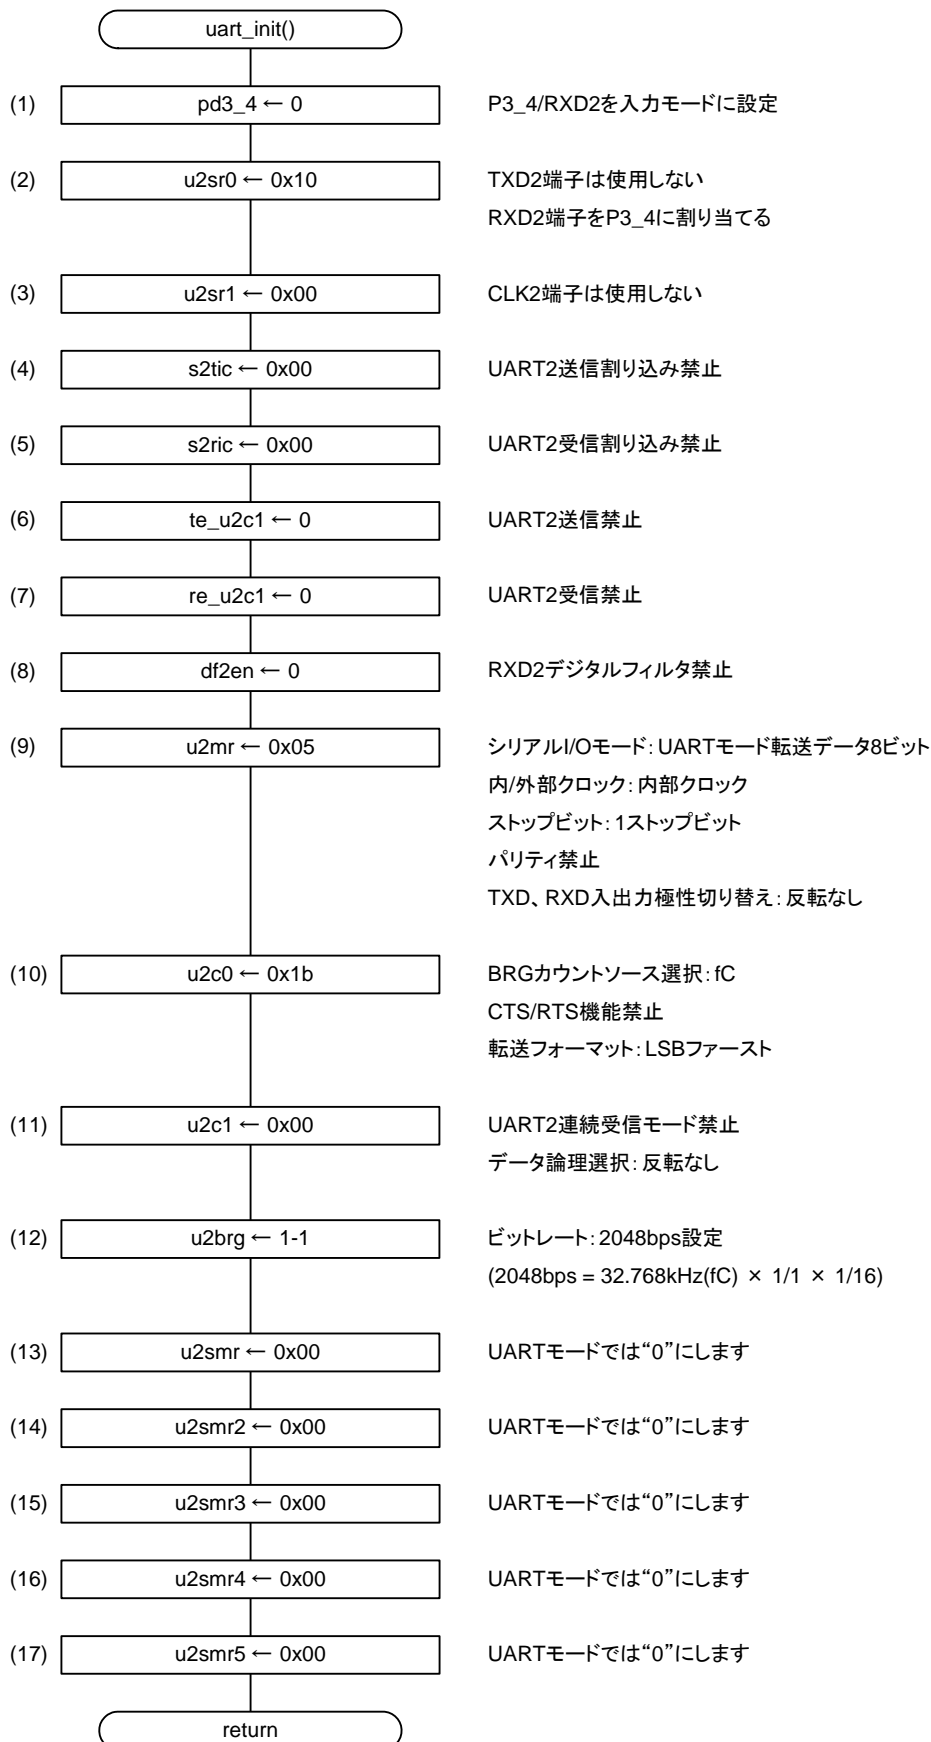 uart_init()
(1) pd3_4 ← 0 P3_4/RXD2を入力モードに設定
(2) u2sr0 ← 0x10 TXD2端子は使用しない
RXD2端子をP3_4に割り当てる
(3) u2sr1 ← 0x00 CLK2端子は使用しない
(4) s2tic ← 0x00 UART2送信割り込み禁止
(5) s2ric ← 0x00 UART2受信割り込み禁止
(6) te_u2c1 ← 0 UART2送信禁止
(7) re_u2c1 ← 0 UART2受信禁止
(8) df2en ← 0 RXD2デジタルフィルタ禁止
(9) u2mr ← 0x05 シリアルI/Oモード：UARTモード転送データ8ビット
内/外部クロック：内部クロック
ストップビット：1ストップビット
パリティ禁止
TXD、RXD入出力極性切り替え：反転なし
(10) u2c0 ← 0x1b BRGカウントソース選択：fC
CTS/RTS機能禁止
転送フォーマット：LSBファースト
(11) u2c1 ← 0x00 UART2連続受信モード禁止
データ論理選択：反転なし
(12) u2brg ← 1-1 ビットレート：2048bps設定
(2048bps = 32.768kHz(fC) × 1/1 × 1/16)
(13) u2smr ← 0x00 UARTモードでは“0”にします
(14) u2smr2 ← 0x00 UARTモードでは“0”にします
(15) u2smr3 ← 0x00 UARTモードでは“0”にします
(16) u2smr4 ← 0x00 UARTモードでは“0”にします
(17) u2smr5 ← 0x00 UARTモードでは“0”にします
return